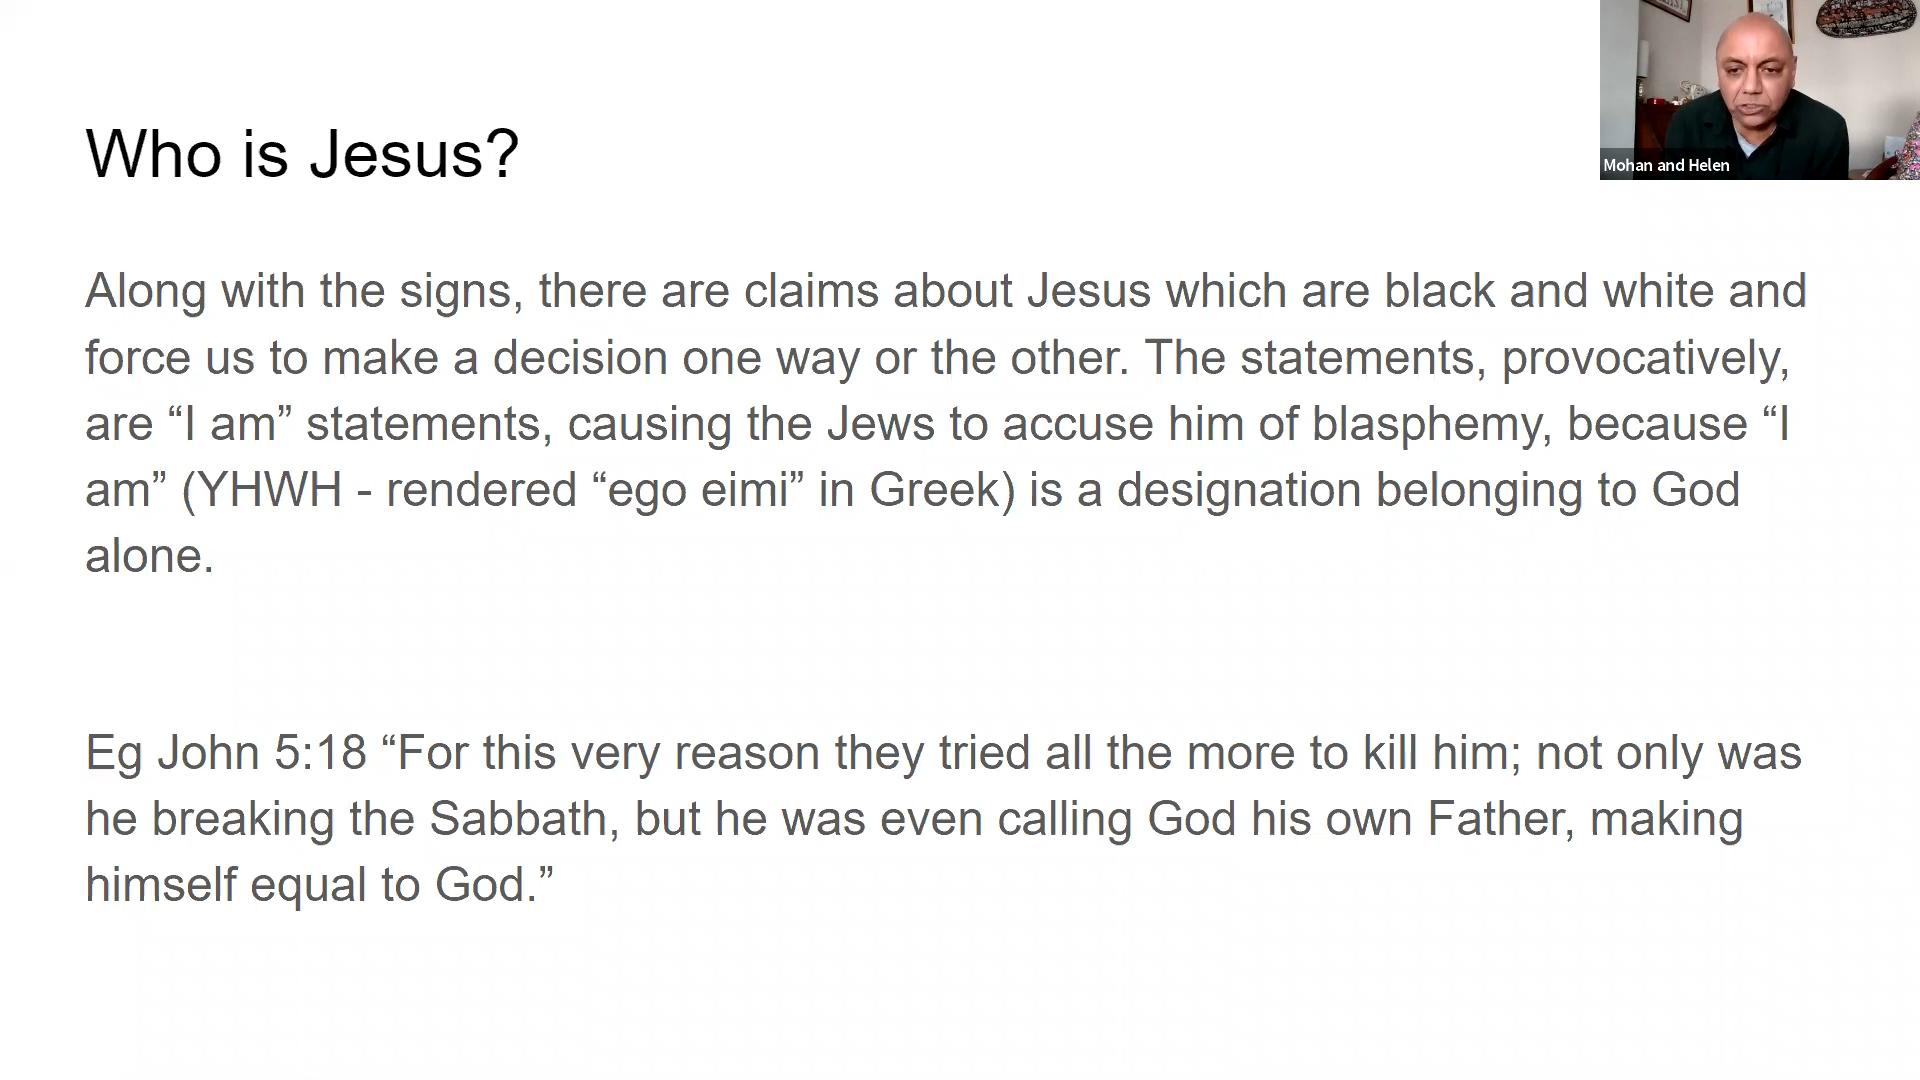 Who is Jesus?
Mohan and Helen
Along with the signs, there are claims about Jesus which are black and white and
force us to make a decision one way or the other. The statements, provocatively,
are “I am” statements, causing the Jews to accuse him of blasphemy, because “I
am” (YHWH - rendered “ego eimi” in Greek) is a designation belonging to God
alone.
Eg John 5:18 “For this very reason they tried all the more to kill him; not only was
he breaking the Sabbath, but he was even calling God his own Father, making
himself equal to God.”